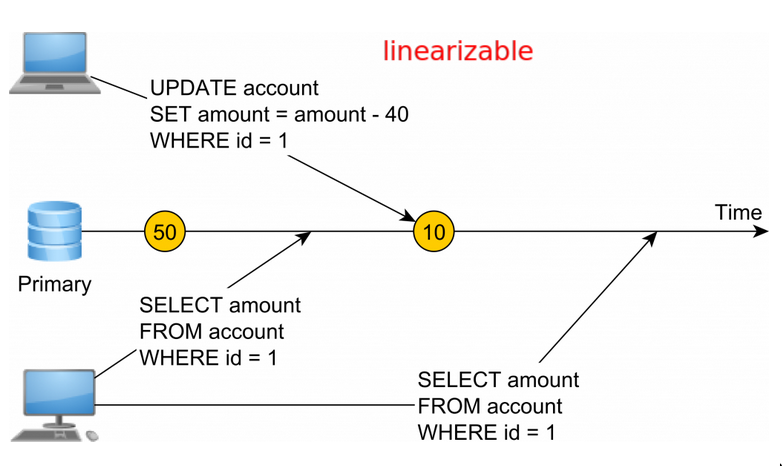 linearizable
UPDATE account
SET amount = amount - 40
WHERE id = 1
Time
50
10
Primary
SELECT amount
FROM account
WHERE id = 1
SELECT amount
FROM account
WHERE id = 1